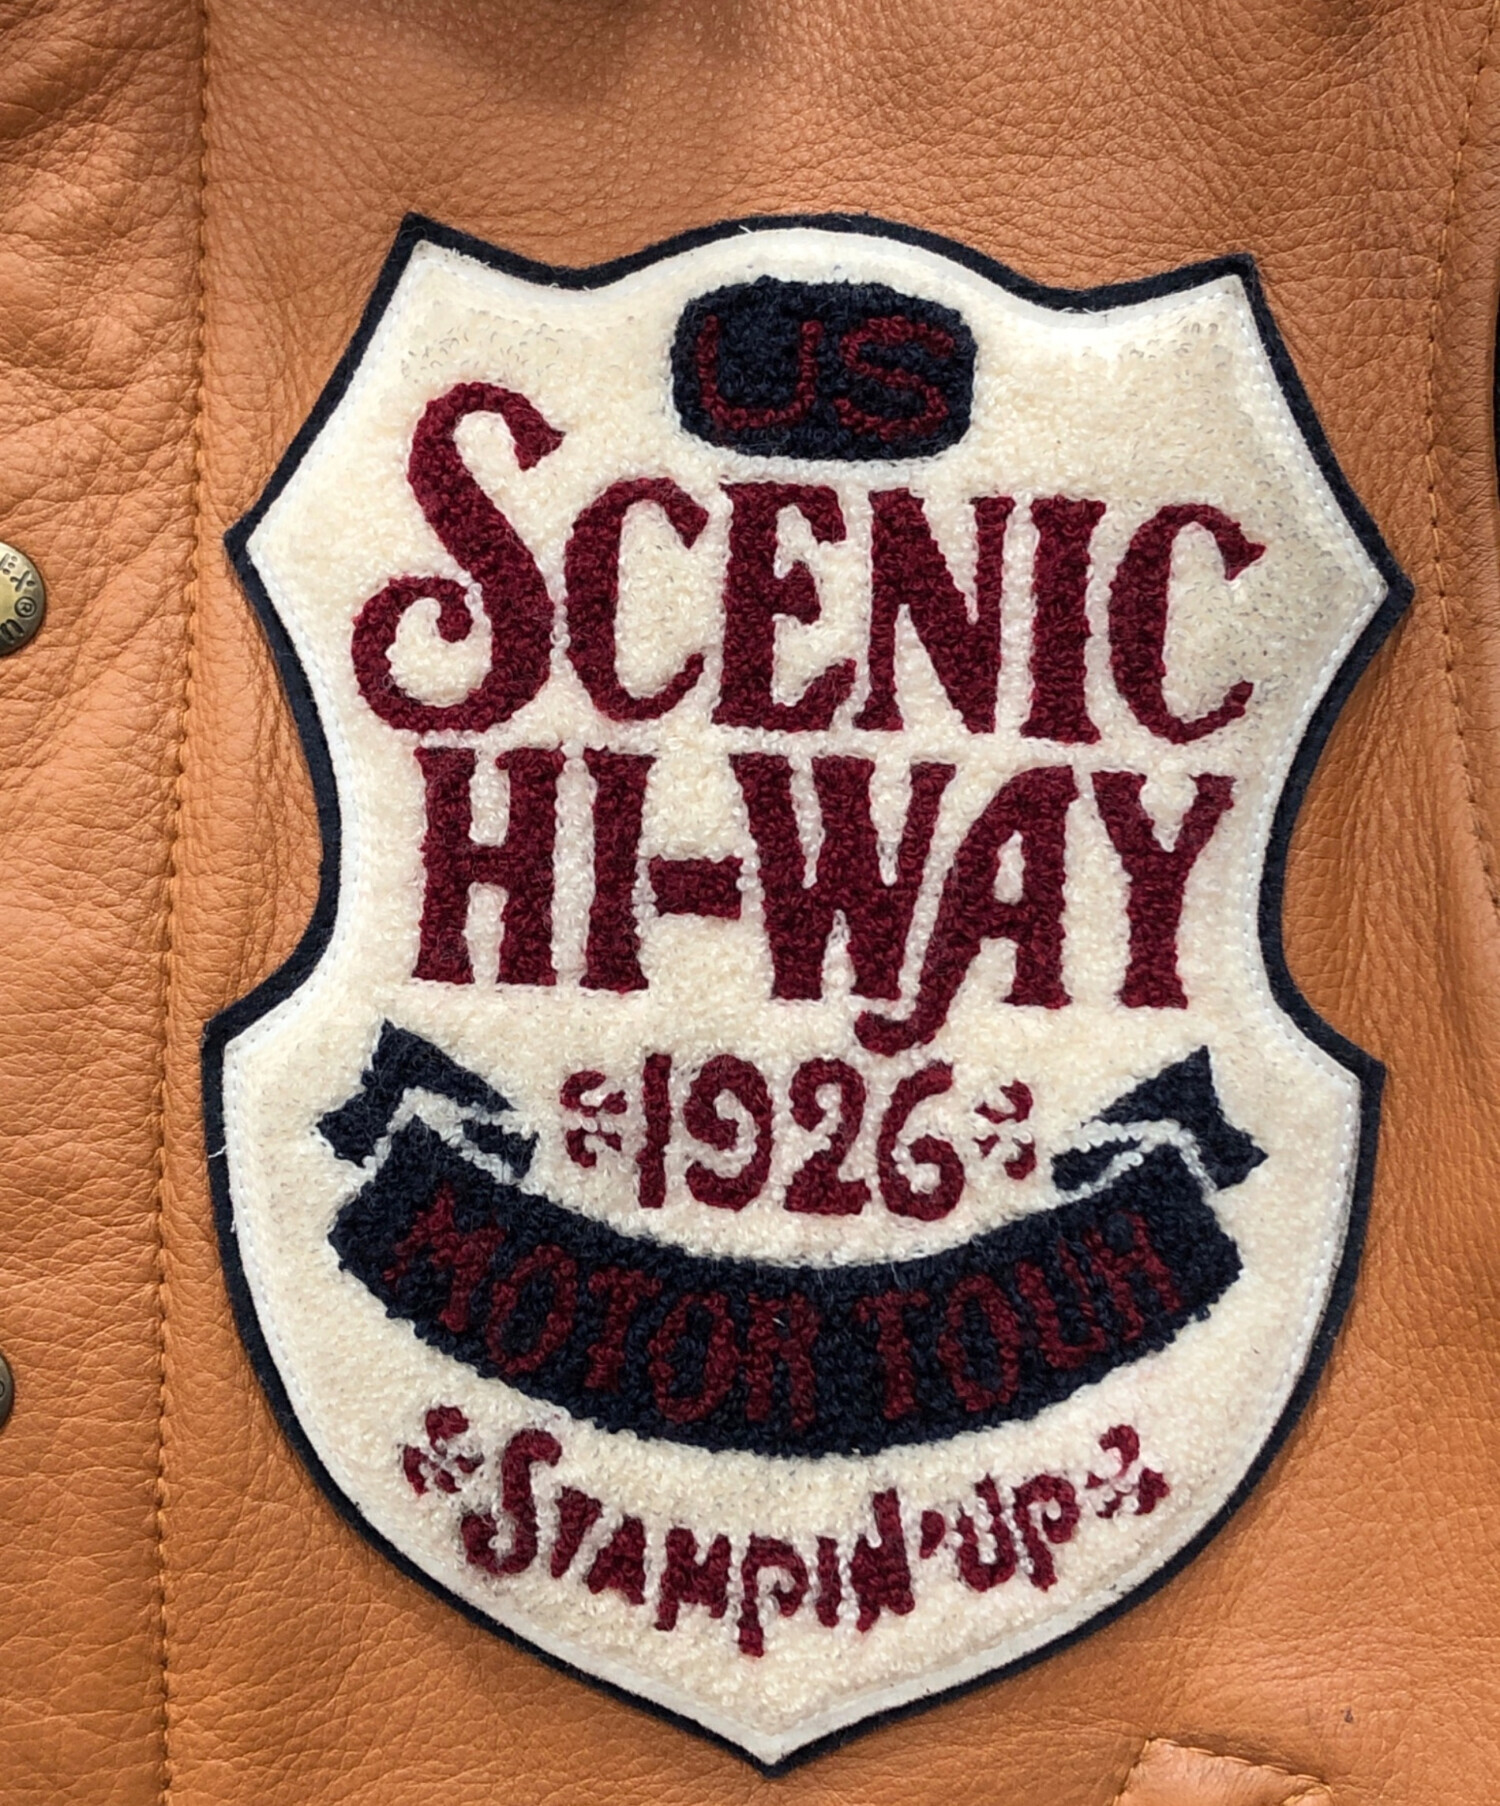 US
SCENIC
HI-WAY
1926
MOTOR TOUR
STAMPIN'UP